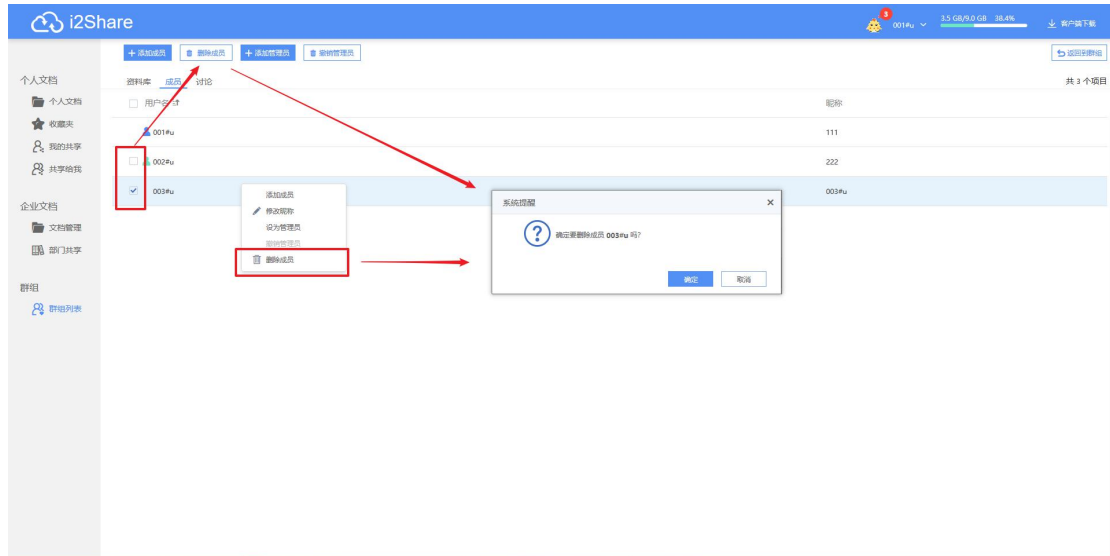 i2Share
3
001#u
3.5 GB/9.0 GB 38.4%
客户端下载
添加成员
删除成员
添加管理员
撤销管理员
返回到群组
个人文档
个人文档
收藏夹
我的共享
共享给我
企业文档
文档管理
部门共享
群组
群组列表
资料库 成员 讨论
共 3 个项目
用户名
昵称
001#u
111
002#u
222
003#u
003#u
添加成员
修改昵称
设为管理员
撤销管理员
删除成员
系统提醒
确定要删除成员 003#u 吗?
确定
取消